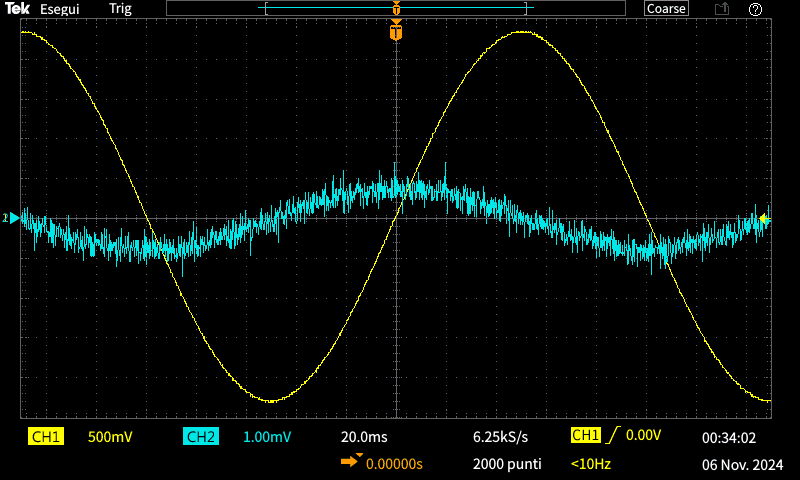 Tek Esegui Trig Coarse
T
T
2
CH1 500mV CH2 1.00mV 20.0ms 6.25kS/s CH1 0.00V 00:34:02
0.00000s 2000 punti <10Hz 06 Nov. 2024